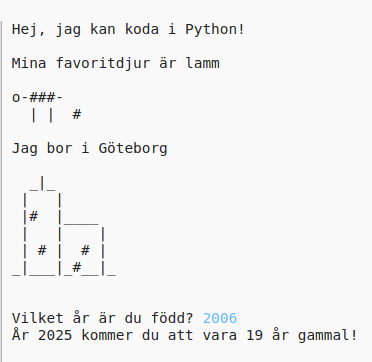 Hej, jag kan koda i Python!
Mina favoritdjur är lamm
o-###-
  | |  #
Jag bor i Göteborg
  _|_
 |   |
 |#  |____
 |   |    |
 | # |  # |
_|___|_#__|_
Vilket år är du född? 2006
År 2025 kommer du att vara 19 år gammal!